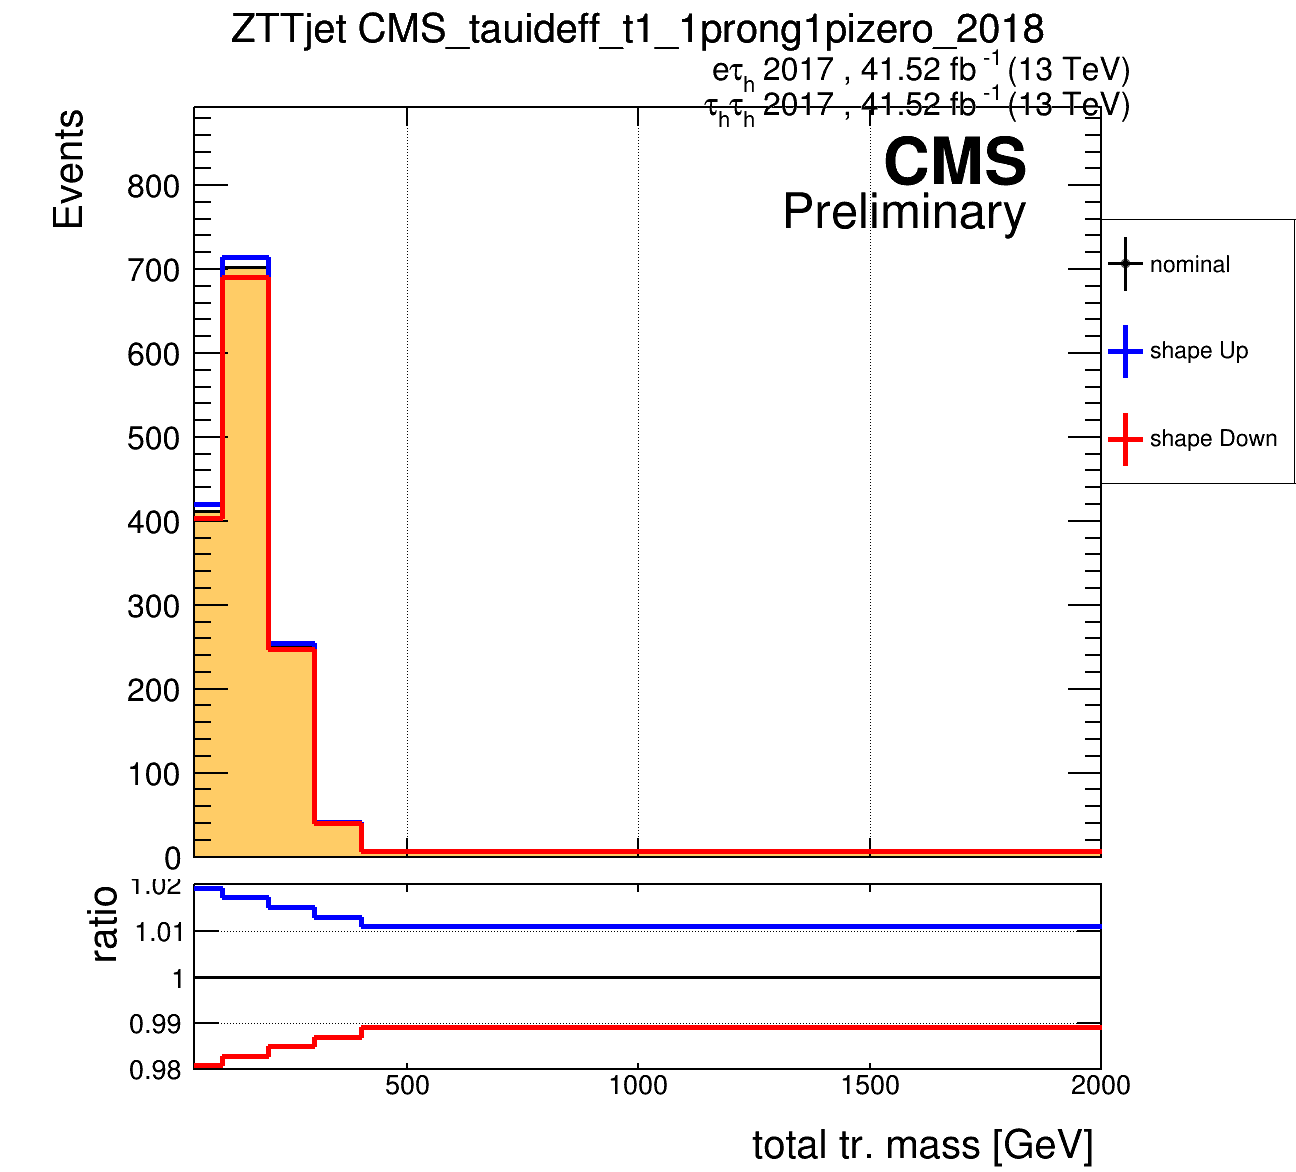 ZTTjet CMS_tauideff_t1_1prong1pizero_2018
eτh 2017 , 41.52 fb -1 (13 TeV)
τhτh 2017 , 41.52 fb -1 (13 TeV)
CMS
Preliminary
Events
800
700
600
500
400
300
200
100
0
nominal
shape Up
shape Down
ratio
1.02
1.01
1
0.99
0.98
500 1000 1500 2000
total tr. mass [GeV]